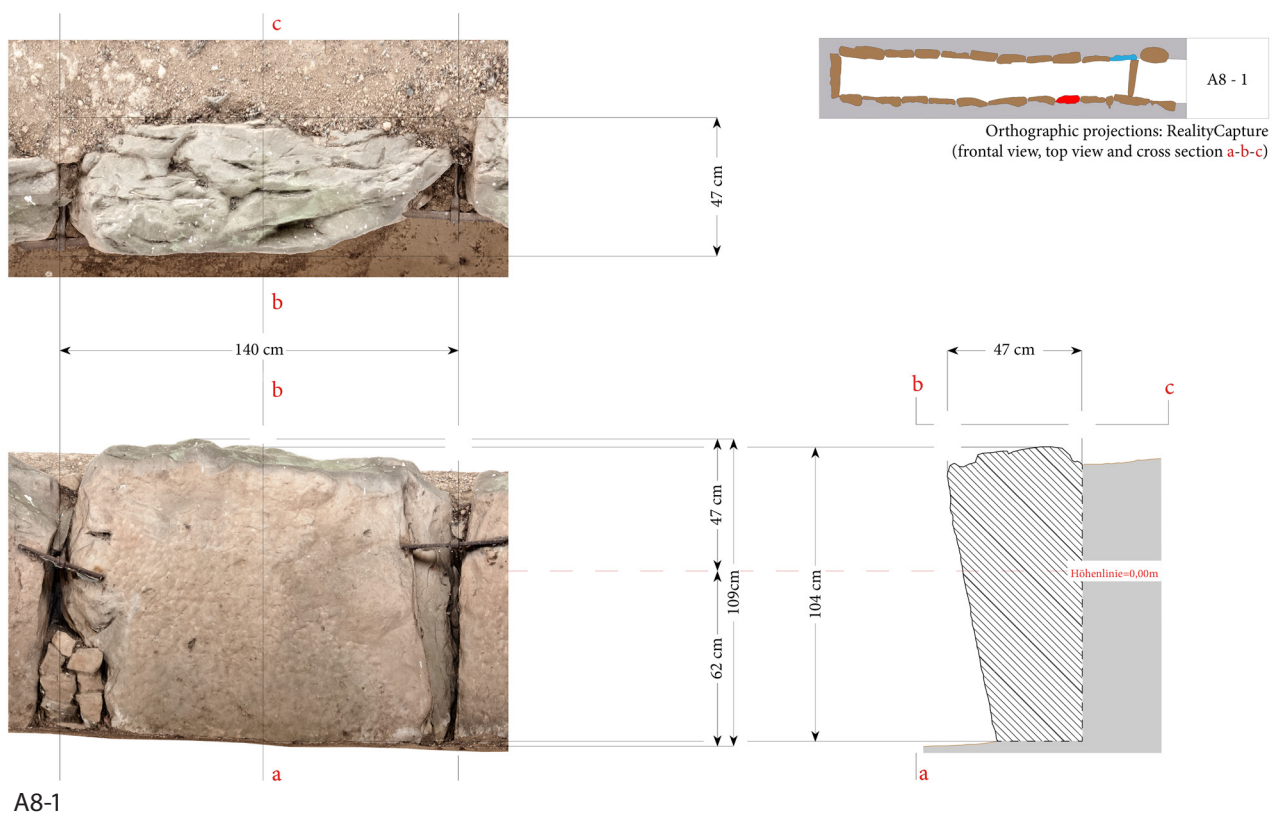 c
A8 - 1
Orthographic projections: RealityCapture
(frontal view, top view and cross section a-b-c)
47 cm
b
140 cm
47 cm
b
b
c
47 cm
109cm
104 cm
Höhenlinie=0,00m
62 cm
a
a
A8-1